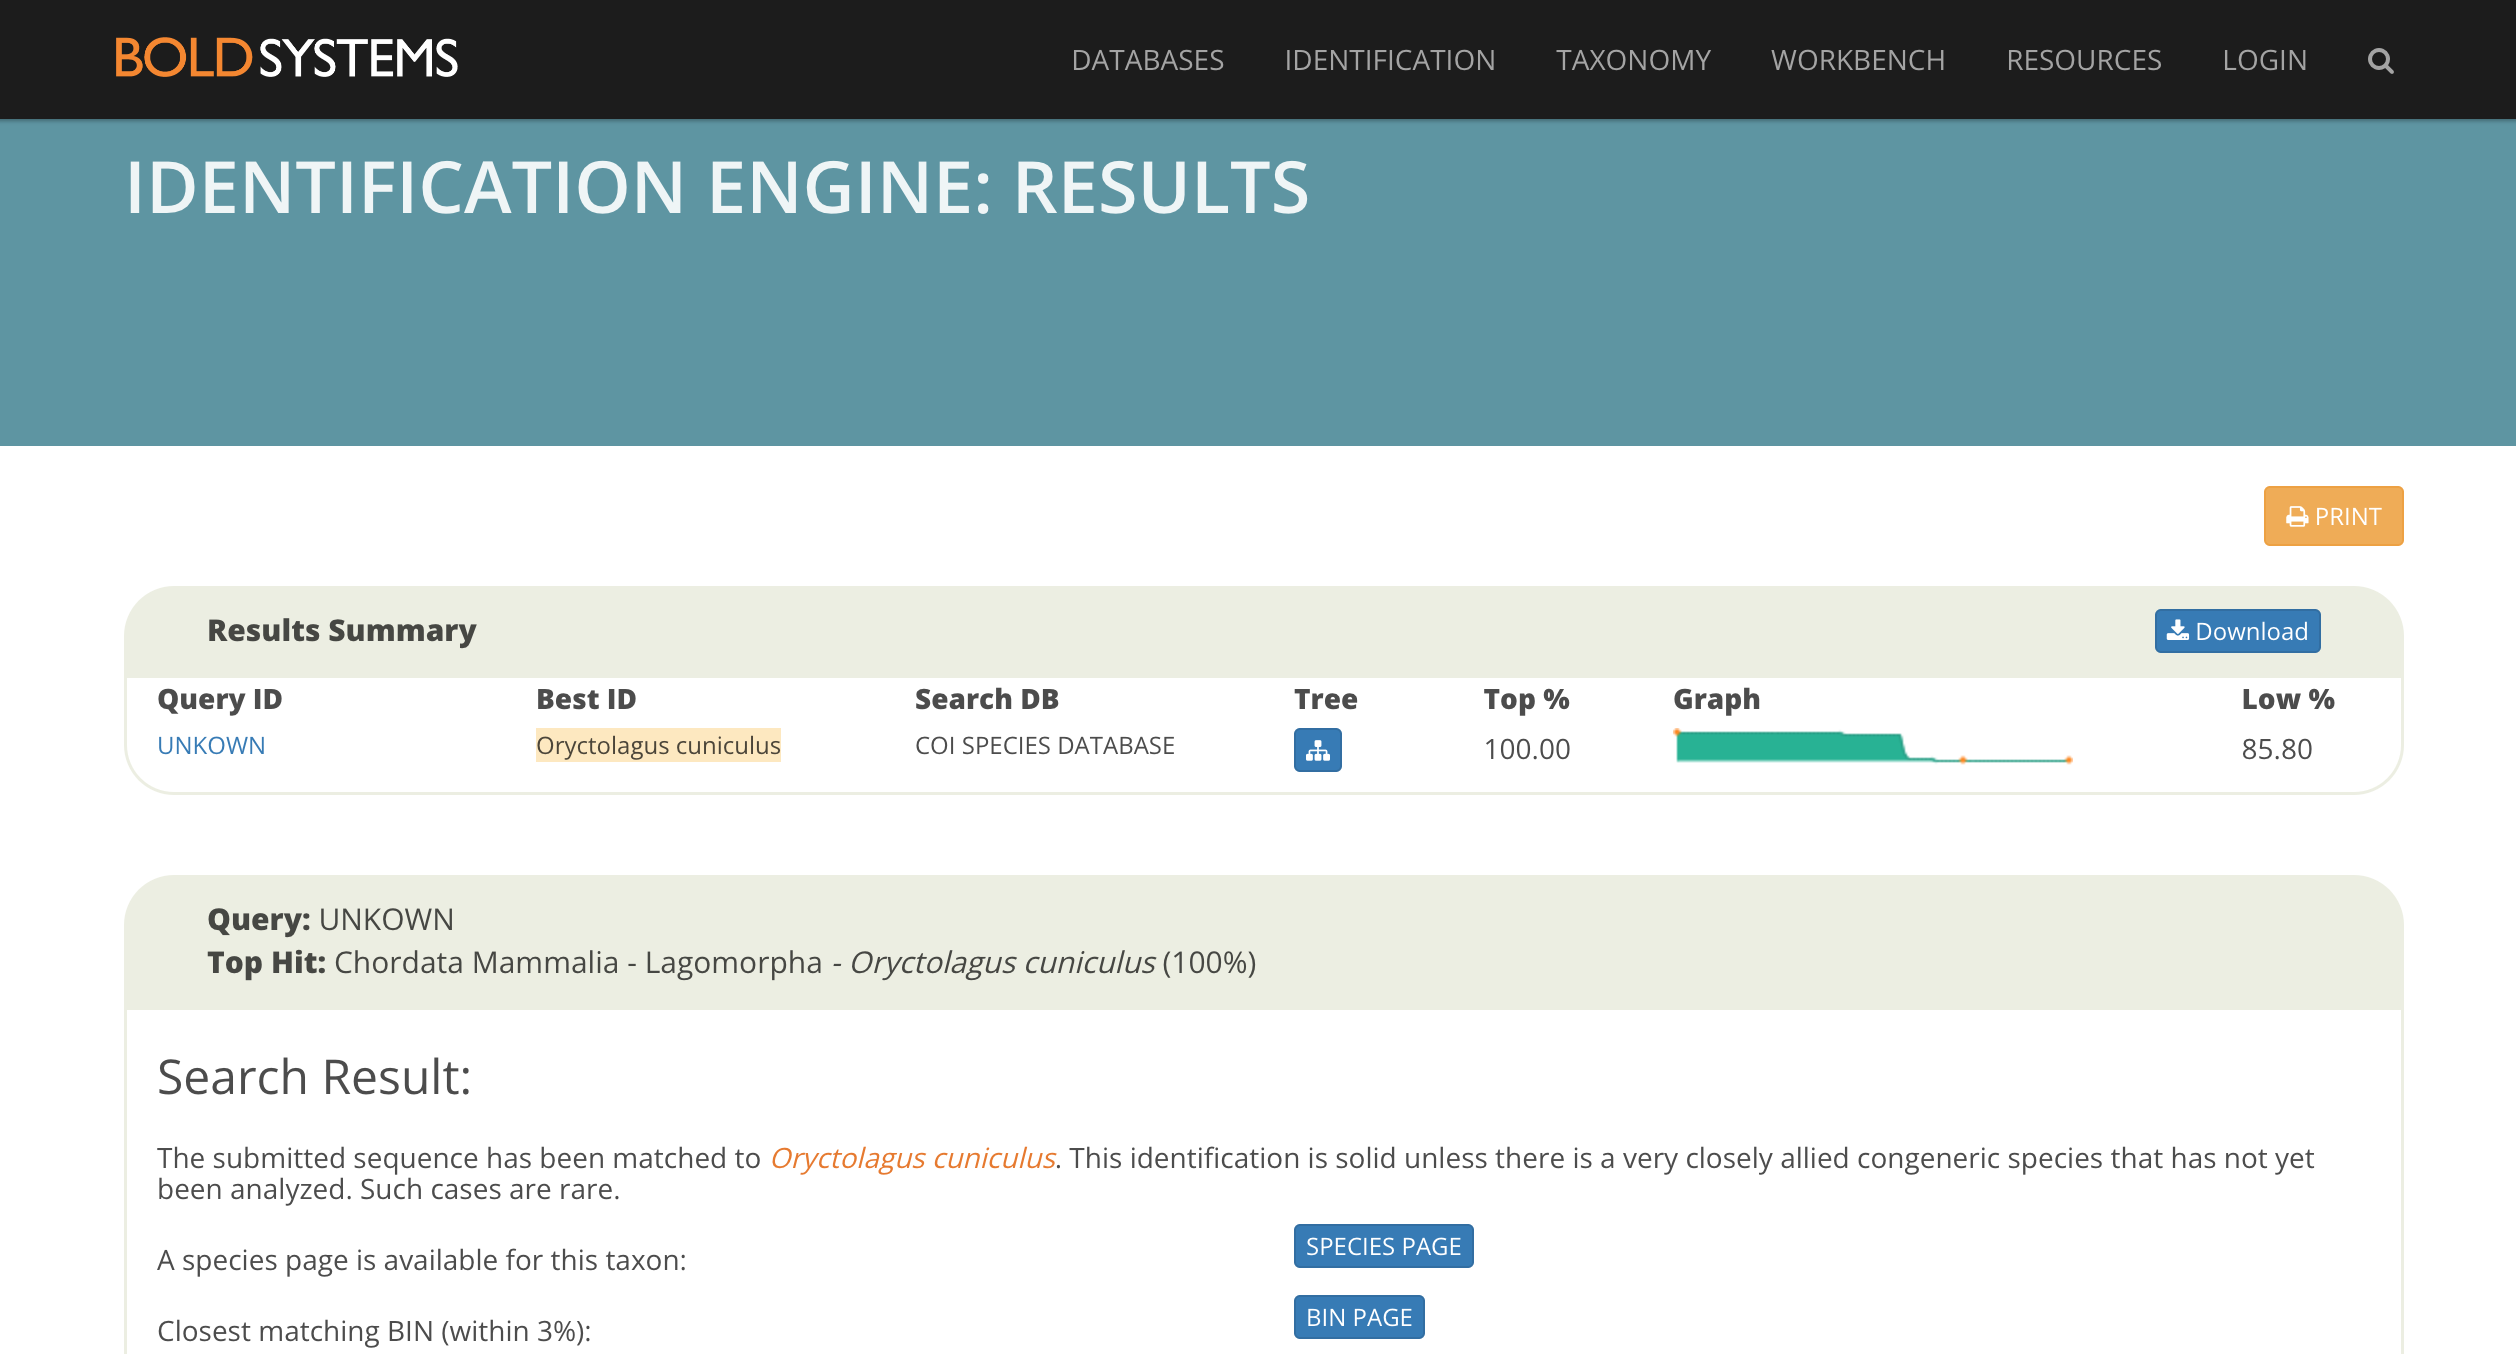 BOLDSYSTEMS
DATABASES IDENTIFICATION TAXONOMY WORKBENCH RESOURCES LOGIN
IDENTIFICATION ENGINE: RESULTS
PRINT
Results Summary
Download
Query ID Best ID Search DB Tree Top % Graph Low %
UNKOWN Oryctolagus cuniculus COI SPECIES DATABASE 100.00 85.80
Query: UNKOWN
Top Hit: Chordata Mammalia - Lagomorpha - Oryctolagus cuniculus (100%)
Search Result:
The submitted sequence has been matched to Oryctolagus cuniculus. This identification is solid unless there is a very closely allied congeneric species that has not yet
been analyzed. Such cases are rare.
A species page is available for this taxon: SPECIES PAGE
Closest matching BIN (within 3%): BIN PAGE